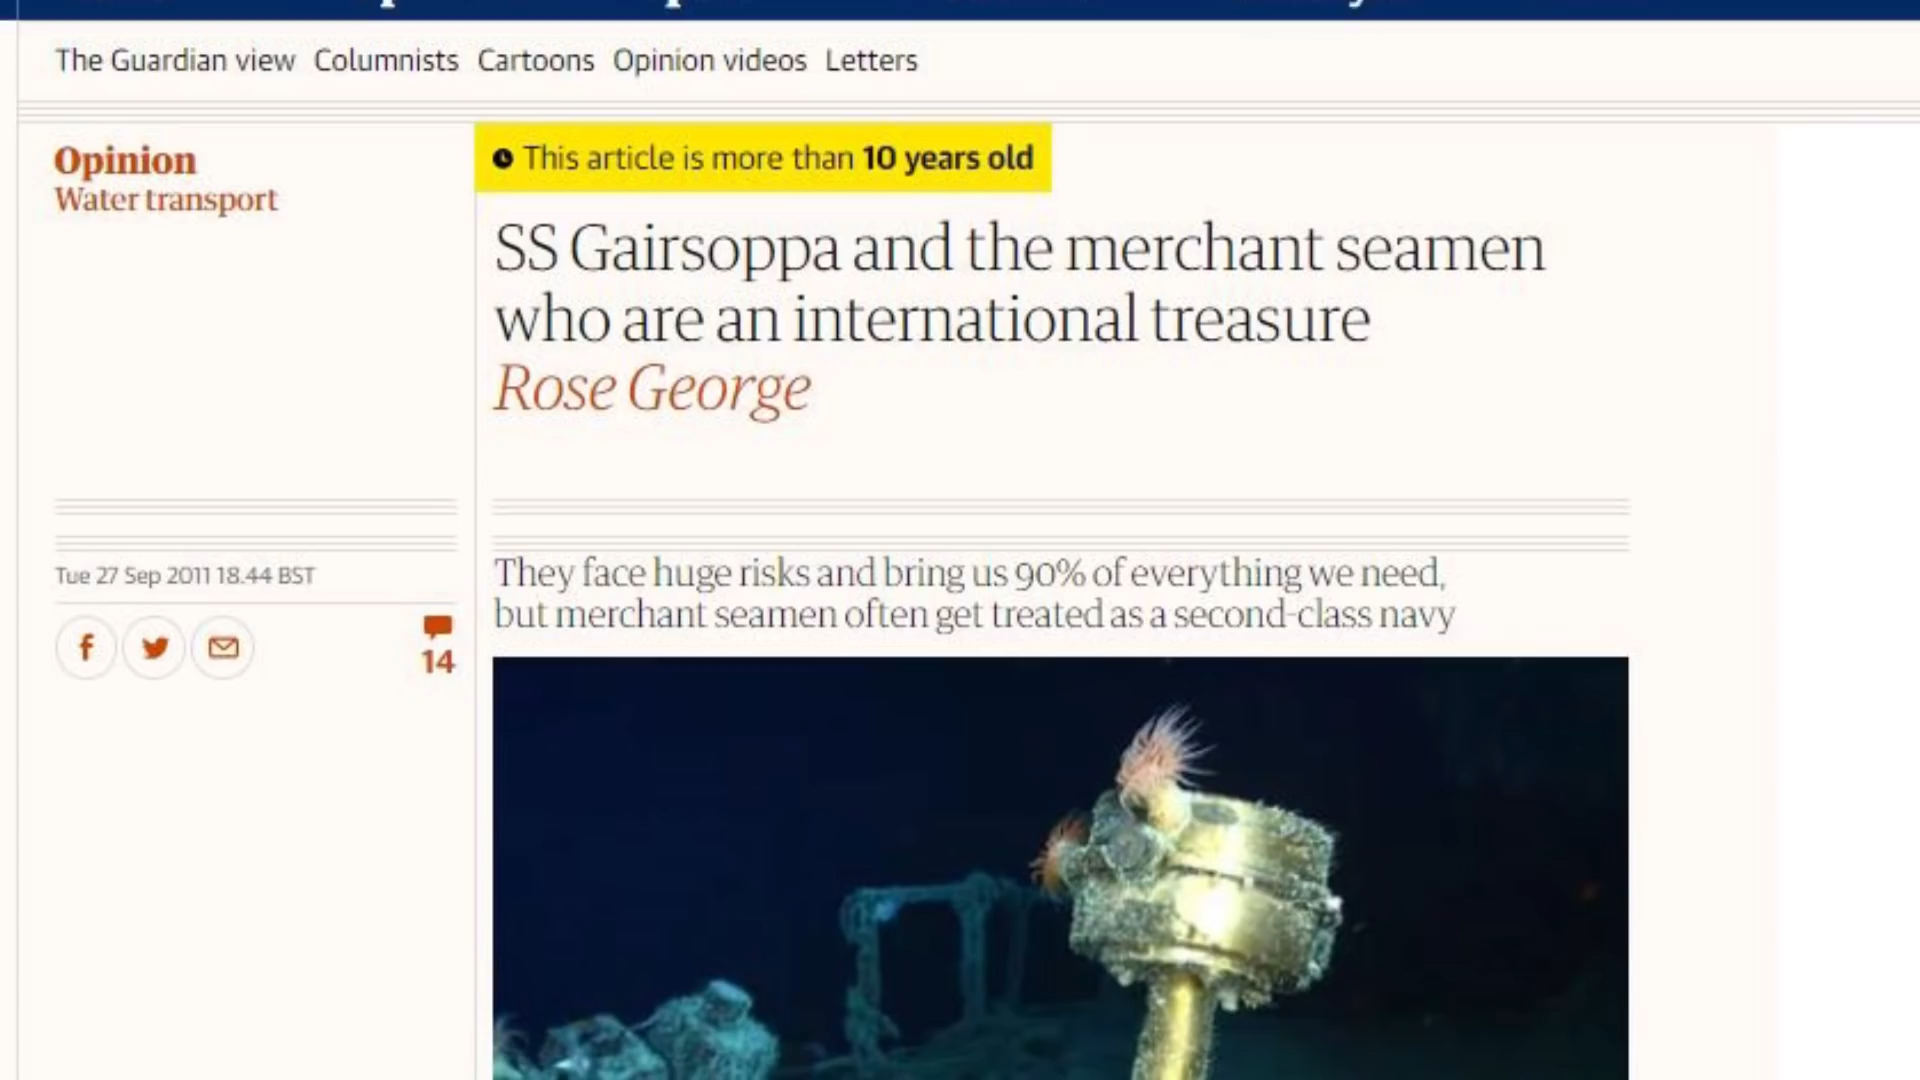 The Guardian view Columnists Cartoons Opinion videos Letters
Opinion
Water transport
This article is more than 10 years old
SS Gairsoppa and the merchant seamen
who are an international treasure
Rose George
Tue 27 Sep 2011 18.44 BST
14
They face huge risks and bring us 90% of everything we need,
but merchant seamen often get treated as a second-class navy